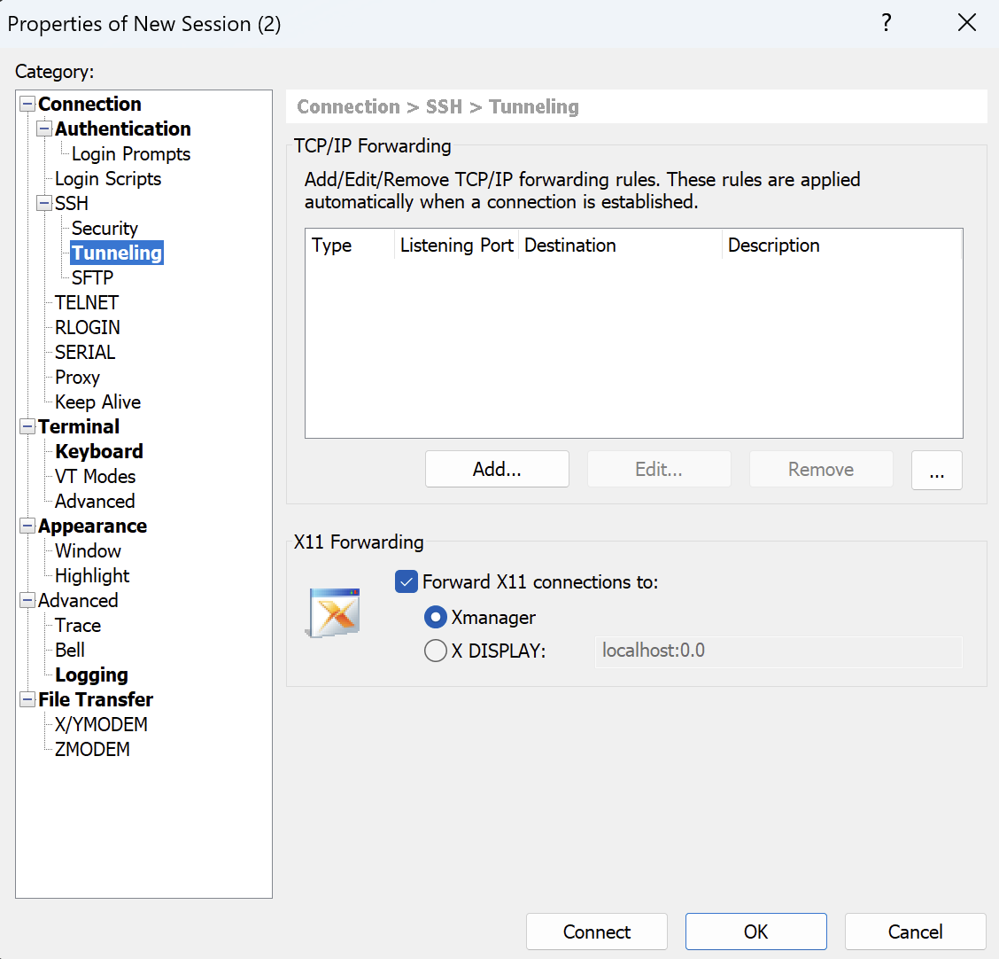 Properties of New Session (2)
?
Category:
Connection
Authentication
Login Prompts
Login Scripts
SSH
Security
Tunneling
SFTP
TELNET
RLOGIN
SERIAL
Proxy
Keep Alive
Terminal
Keyboard
VT Modes
Advanced
Appearance
Window
Highlight
Advanced
Trace
Bell
Logging
File Transfer
X/YMODEM
ZMODEM
Connection > SSH > Tunneling
TCP/IP Forwarding
Add/Edit/Remove TCP/IP forwarding rules. These rules are applied
automatically when a connection is established.
Type Listening Port Destination Description
Add... Edit... Remove ...
X11 Forwarding
Forward X11 connections to:
Xmanager
X DISPLAY: localhost:0.0
Connect OK Cancel